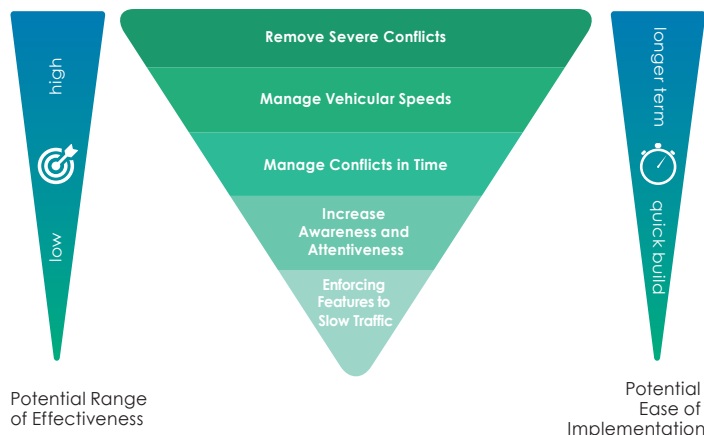 high
low
Remove Severe Conflicts
Manage Vehicular Speeds
Manage Conflicts in Time
Increase
Awareness and
Attentiveness
Enforcing
Features to
Slow Traffic
longer term
quick build
Potential Range
of Effectiveness
Potential
Ease of
Implementation